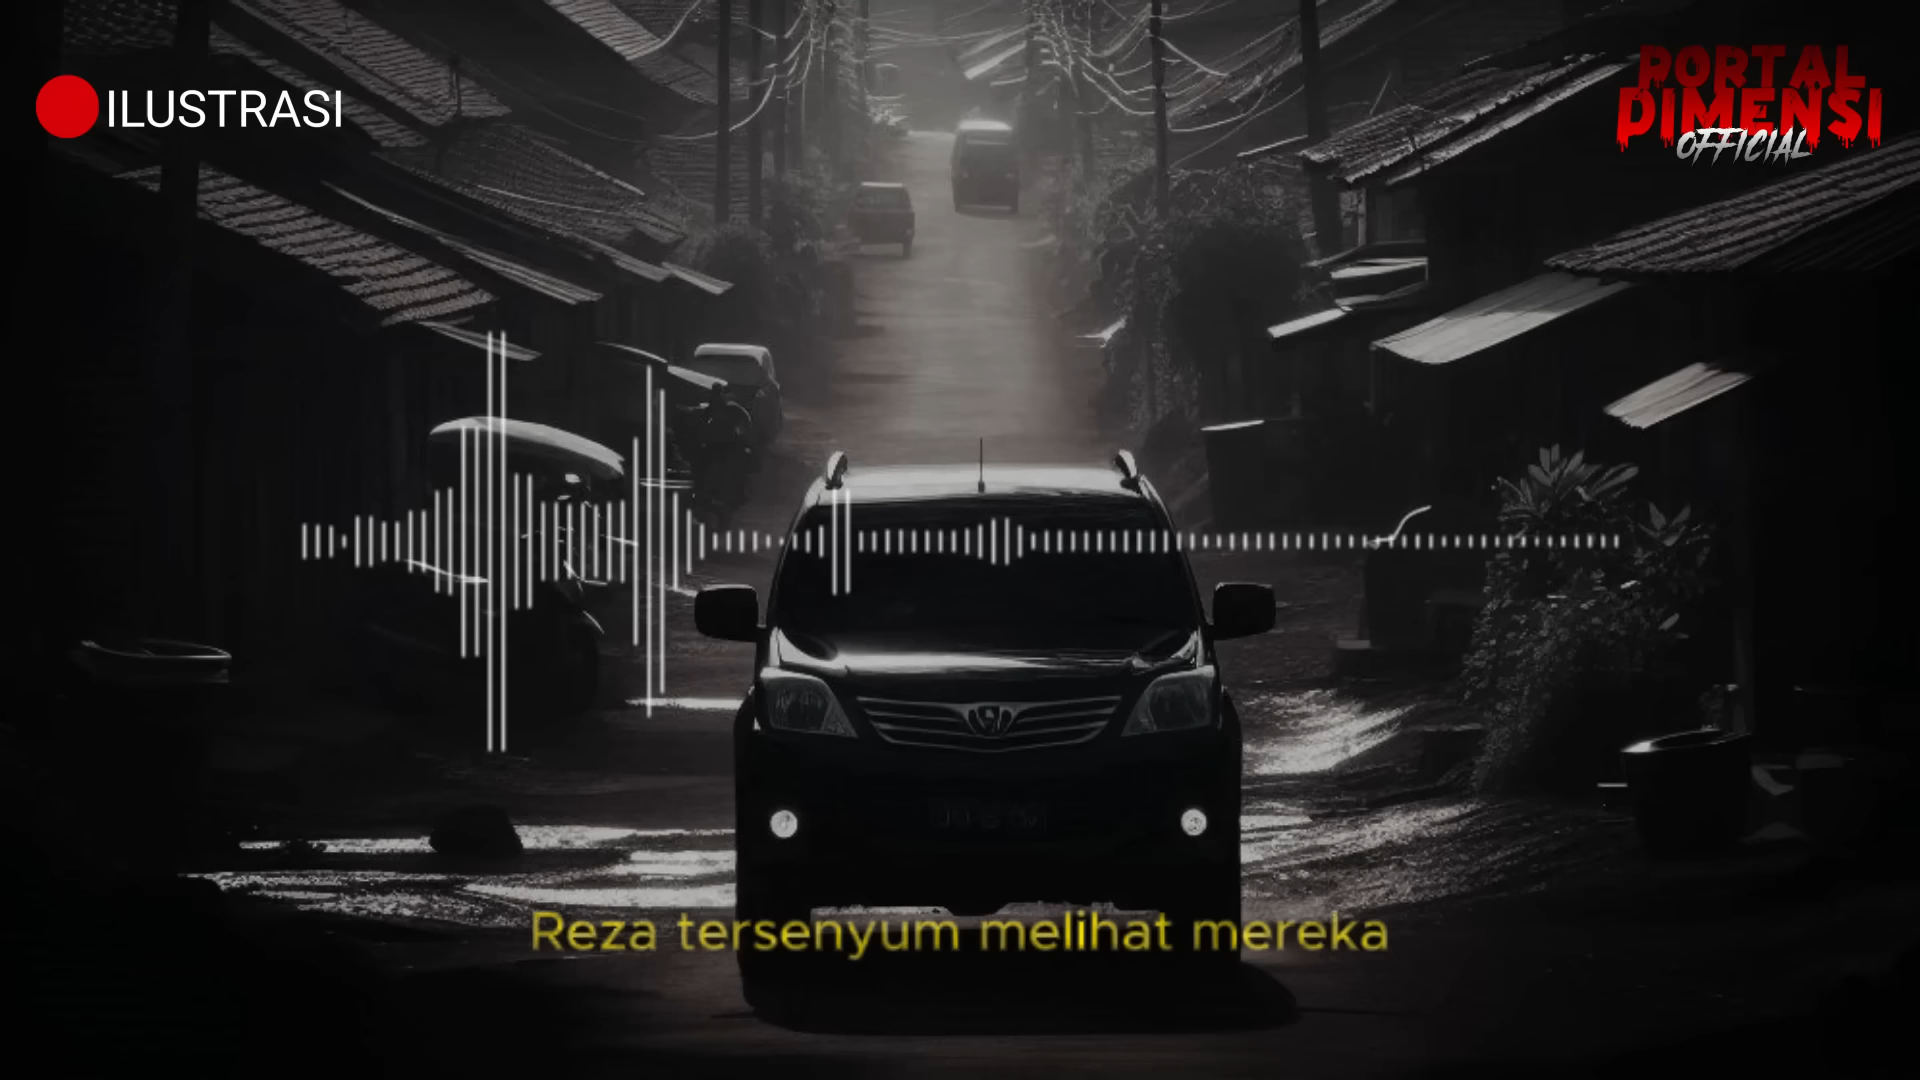 ILUSTRASI
PORTAL
DIMENSI
OFFICIAL
Reza tersenyum melihat mereka